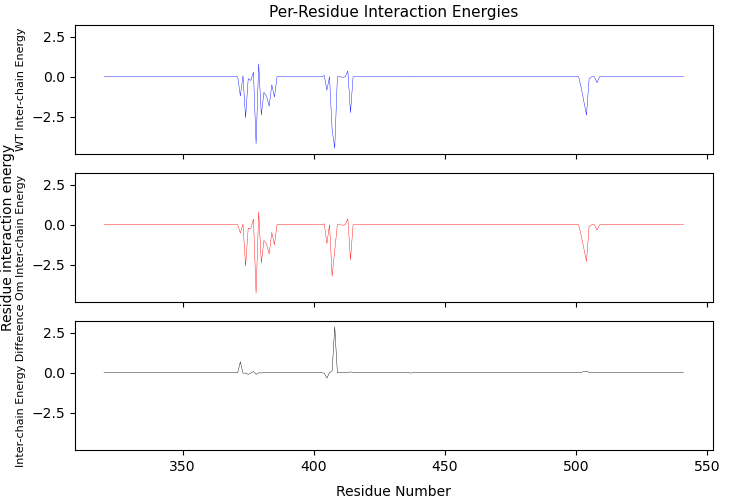 Per-Residue Interaction Energies
Residue interaction energy
WT Inter-chain Energy
2.5
0.0
−2.5
Om Inter-chain Energy
2.5
0.0
−2.5
Inter-chain Energy Difference
2.5
0.0
−2.5
350
400
450
500
550
Residue Number